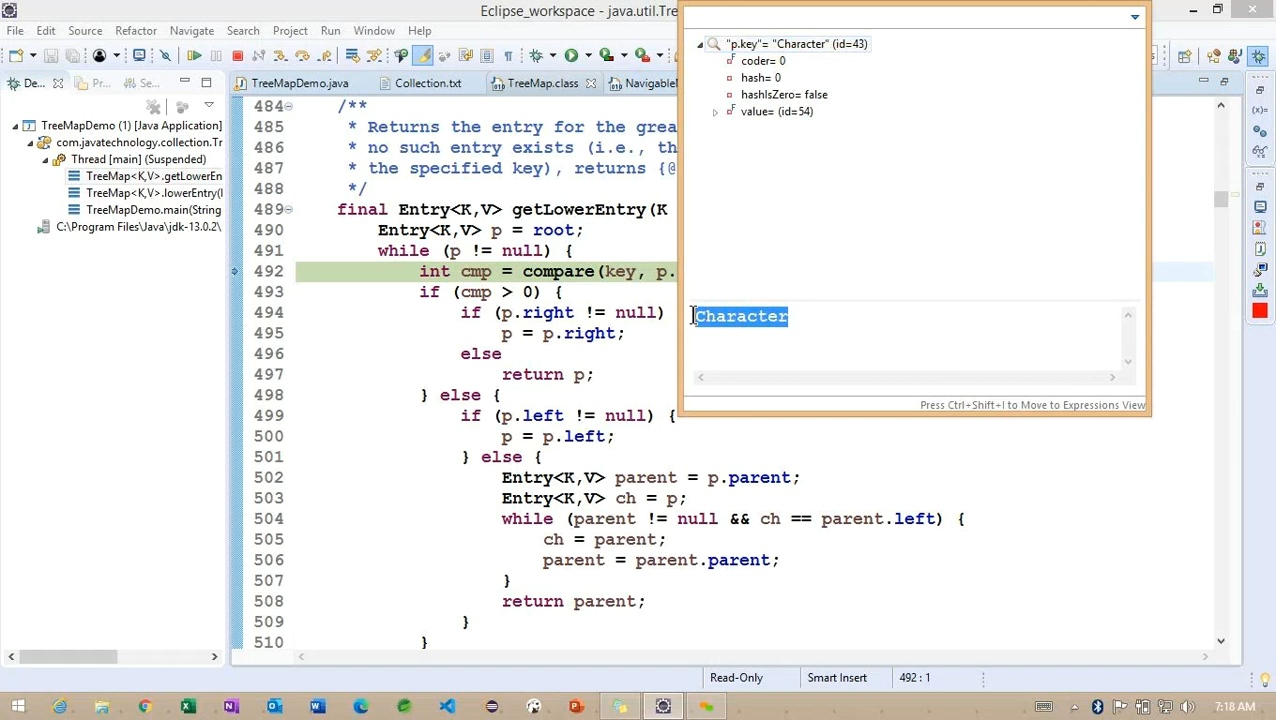 Eclipse_workspace - java.util.Tr
File Edit Source Refactor Navigate Search Project Run Window Help
De... Pr... Se... TreeMapDemo.java Collection.txt TreeMap.class Navigable
TreeMapDemo (1) [Java Application]
com.javatechnology.collection.Tr
Thread [main] (Suspended)
TreeMap<K,V>.getLowerEn
TreeMap<K,V>.lowerEntry(
TreeMapDemo.main(String
C:\Program Files\Java\jdk-13.0.2\
484 /**
485 * Returns the entry for the grea
486 * no such entry exists (i.e., th
487 * the specified key), returns {@
488 */
489 final Entry<K,V> getLowerEntry(K
490 Entry<K,V> p = root;
491 while (p != null) {
492 int cmp = compare(key, p.
493 if (cmp > 0) {
494 if (p.right != null)
495 p = p.right;
496 else
497 return p;
498 } else {
499 if (p.left != null) {
500 p = p.left;
501 } else {
502 Entry<K,V> parent = p.parent;
503 Entry<K,V> ch = p;
504 while (parent != null && ch == parent.left) {
505 ch = parent;
506 parent = parent.parent;
507 }
508 return parent;
509 }
510 }
"p.key"= "Character" (id=43)
coder= 0
hash= 0
hashIsZero= false
value= (id=54)
Character
Press Ctrl+Shift+I to Move to Expressions View
Read-Only Smart Insert 492 : 1
7:18 AM